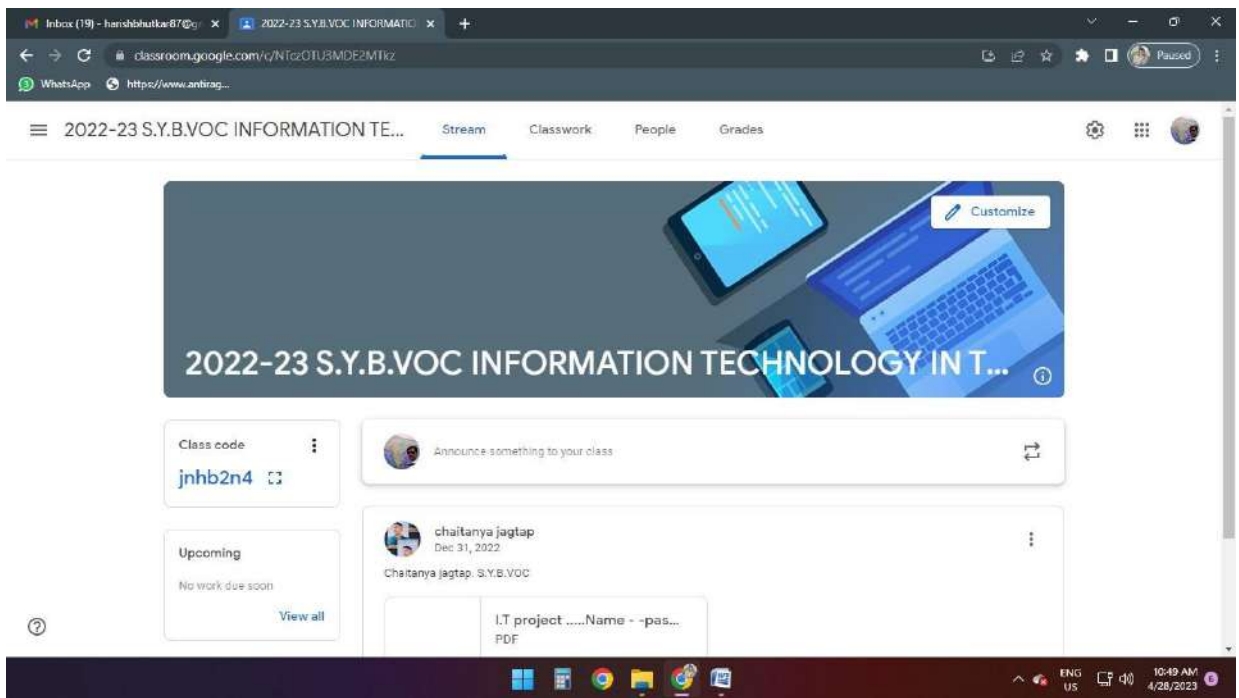 Inbox (19) - harishbhutkar87@g
2022-23 S.Y.B.VOC INFORMATIO
classroom.google.com/c/NTczOTU3MDE2MTkz
Paused
WhatsApp
https://www.antirag...
2022-23 S.Y.B.VOC INFORMATION TE...
Stream
Classwork
People
Grades
Customize
2022-23 S.Y.B.VOC INFORMATION TECHNOLOGY IN T...
Class code
jnhb2n4
Announce something to your class
Upcoming
No work due soon
View all
chaitanya jagtap
Dec 31, 2022
Chaitanya jagtap. S.Y.B.VOC
I.T project .....Name - -pas...
PDF
ENG
US
10:49 AM
4/28/2023